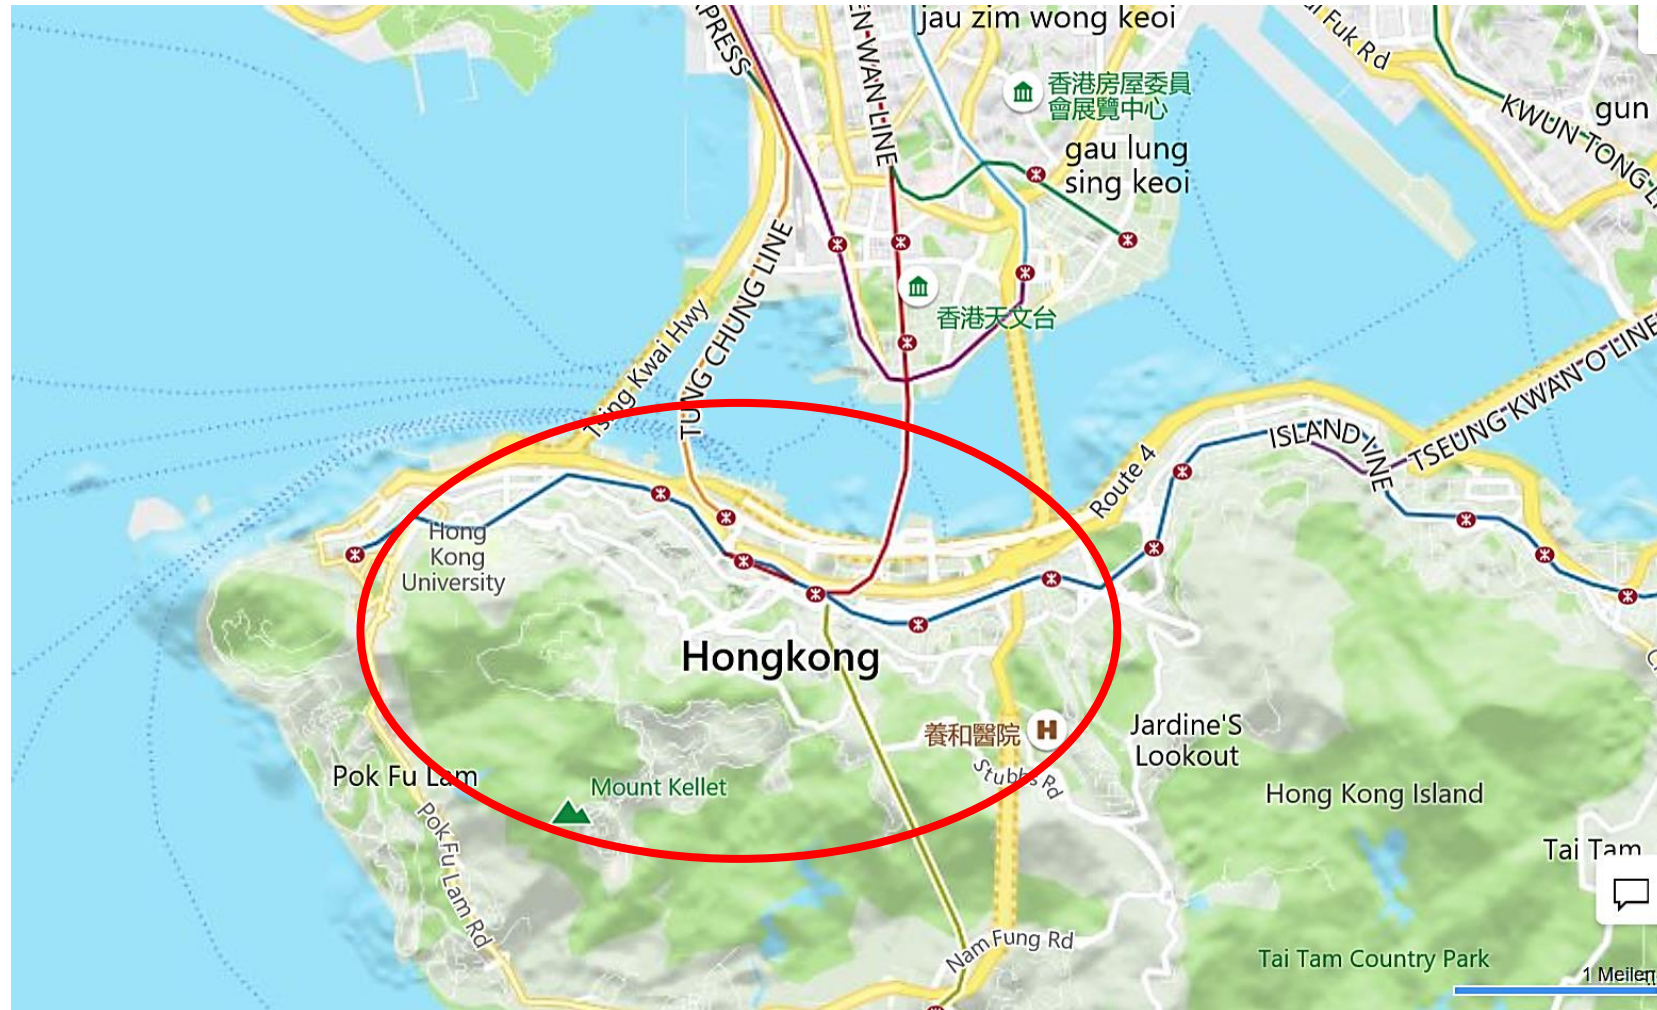 PRESS
EN-WAN-LINE
jau zim wong keoi
ai Fuk Rd
香港房屋委員
會展覽中心
KWUN TONG L
gun
gau lung
sing keoi
香港天文台
Tsing Kwai Hwy
TUNG CHUNG LINE
Route 4
ISLAND LINE
TSEUNG KWAN O LINE
Hong
Kong
University
Hongkong
養和醫院
H
Jardine'S
Lookout
Stubbs Rd
Pok Fu Lam
Mount Kellet
Hong Kong Island
Pok Fu Lam Rd
Tai Tam
Nam Fung Rd
Tai Tam Country Park
1 Meilen